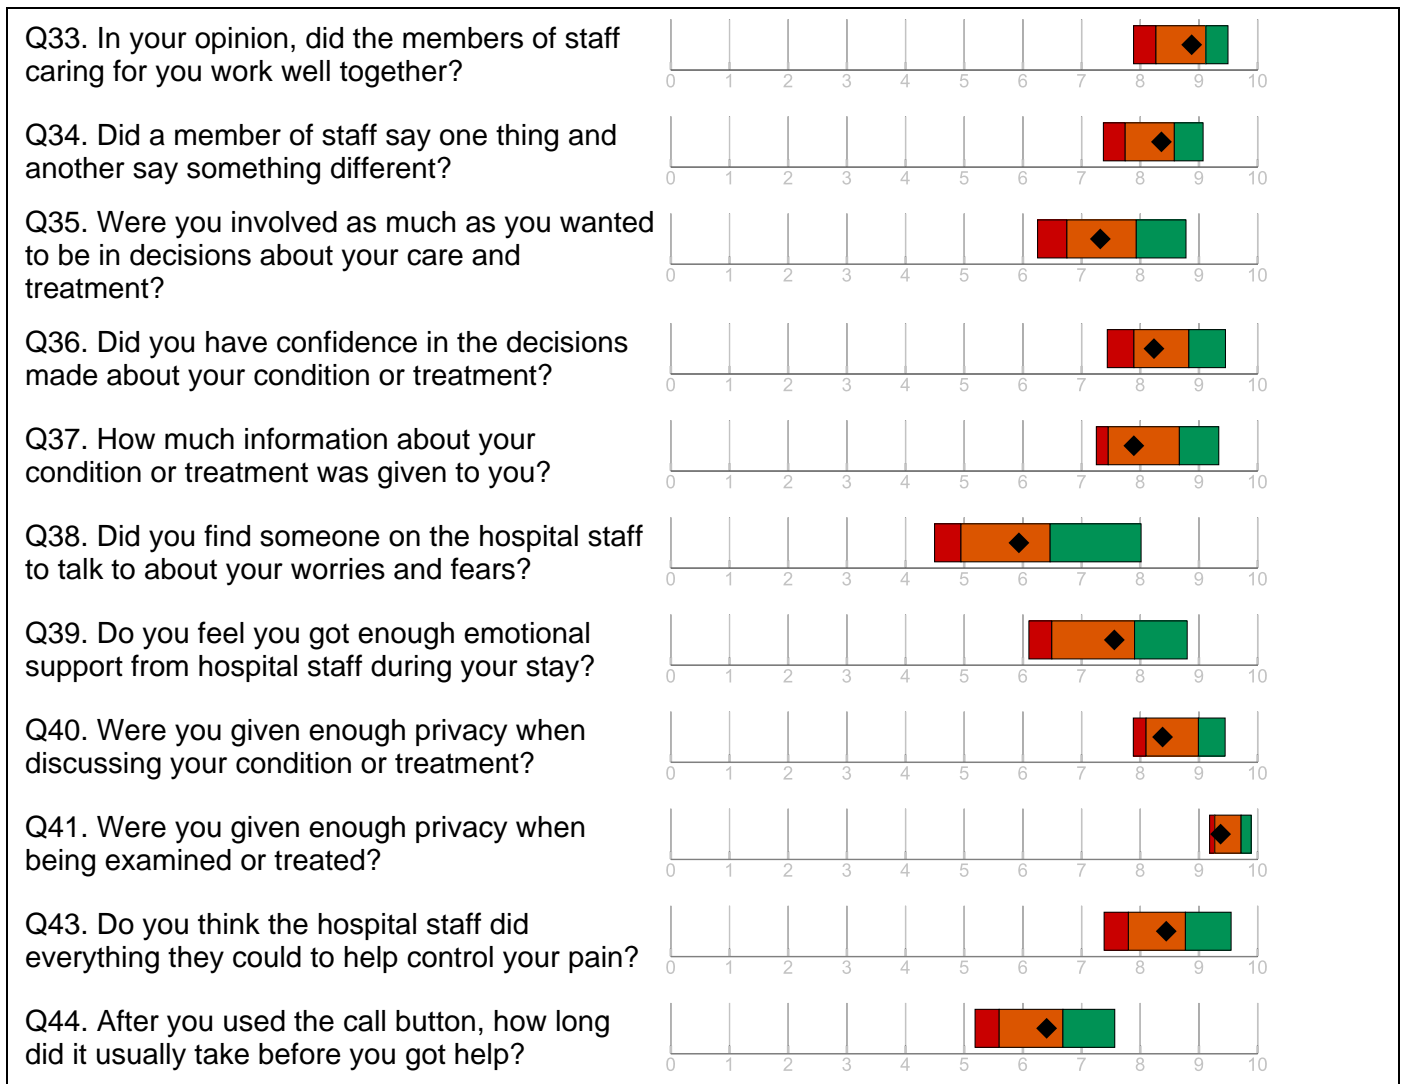 Q33. In your opinion, did the members of staff
caring for you work well together?
0 1 2 3 4 5 6 7 8 9 10
Q34. Did a member of staff say one thing and
another say something different?
0 1 2 3 4 5 6 7 8 9 10
Q35. Were you involved as much as you wanted
to be in decisions about your care and
treatment?
0 1 2 3 4 5 6 7 8 9 10
Q36. Did you have confidence in the decisions
made about your condition or treatment?
0 1 2 3 4 5 6 7 8 9 10
Q37. How much information about your
condition or treatment was given to you?
0 1 2 3 4 5 6 7 8 9 10
Q38. Did you find someone on the hospital staff
to talk to about your worries and fears?
0 1 2 3 4 5 6 7 8 9 10
Q39. Do you feel you got enough emotional
support from hospital staff during your stay?
0 1 2 3 4 5 6 7 8 9 10
Q40. Were you given enough privacy when
discussing your condition or treatment?
0 1 2 3 4 5 6 7 8 9 10
Q41. Were you given enough privacy when
being examined or treated?
0 1 2 3 4 5 6 7 8 9 10
Q43. Do you think the hospital staff did
everything they could to help control your pain?
0 1 2 3 4 5 6 7 8 9 10
Q44. After you used the call button, how long
did it usually take before you got help?
0 1 2 3 4 5 6 7 8 9 10